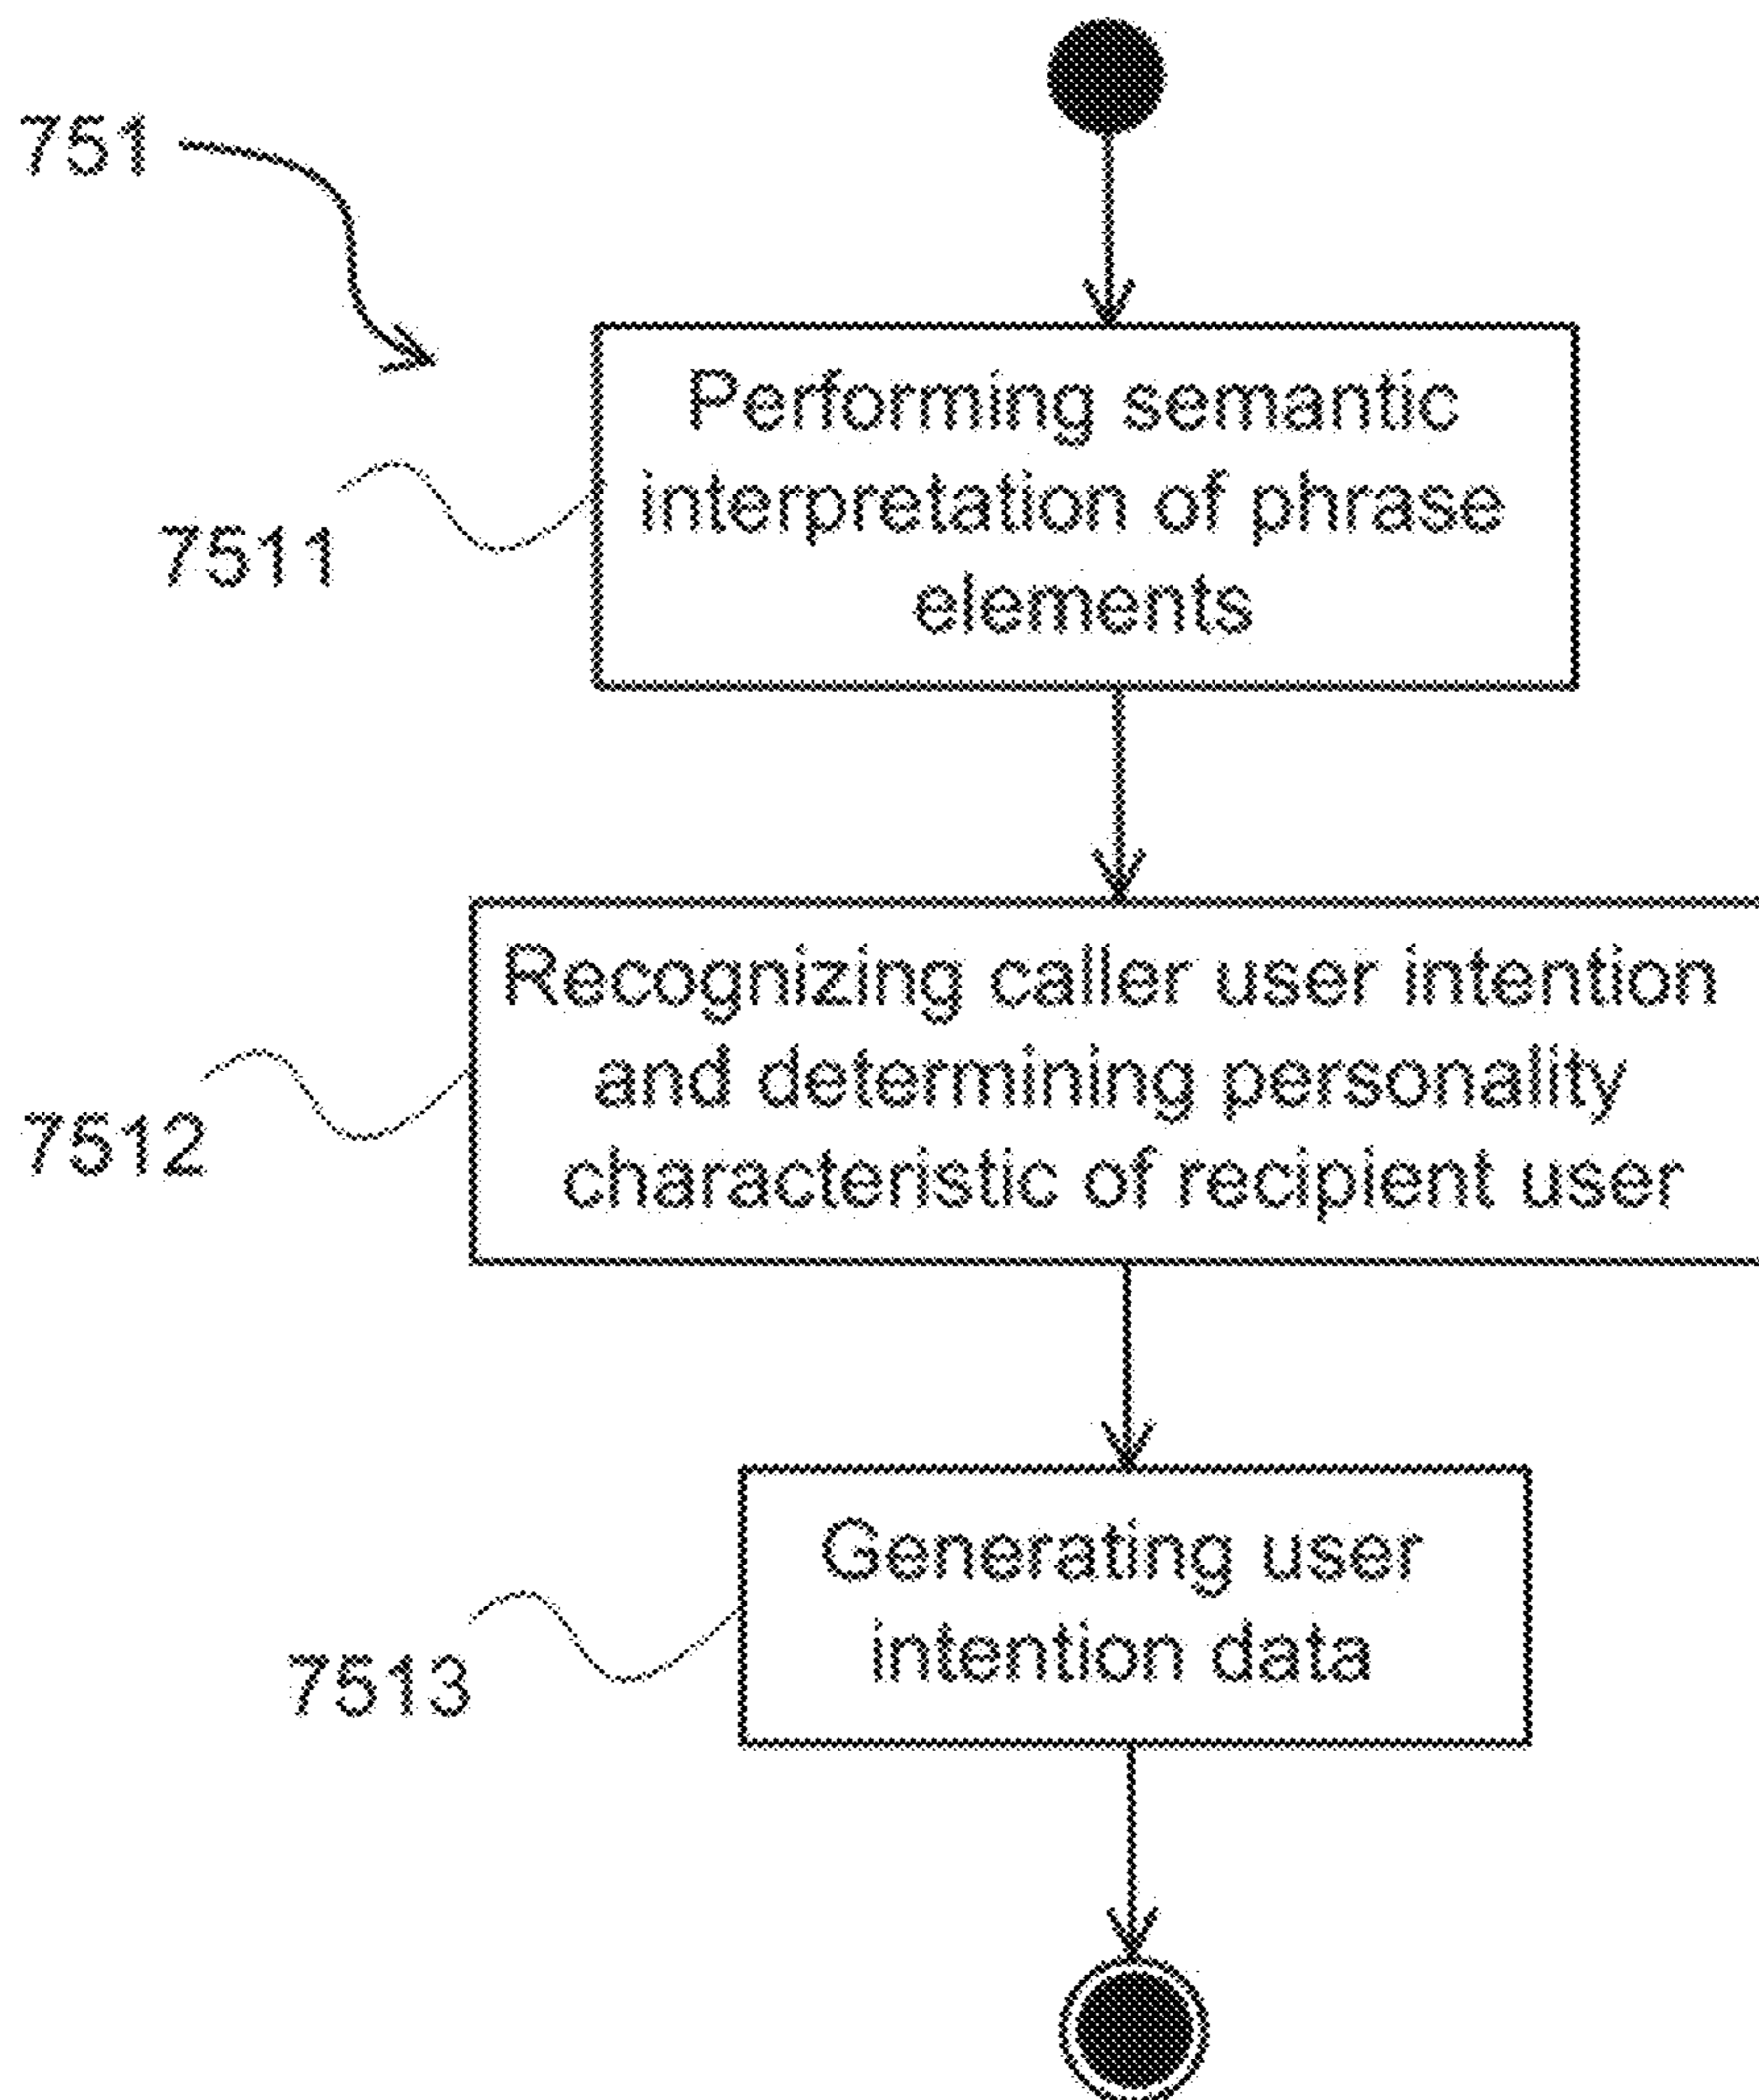 751
Performing semantic
interpretation of phrase
elements
7511
Recognizing caller user intention
and determining personality
characteristic of recipient user
7512
Generating user
intention data
7513